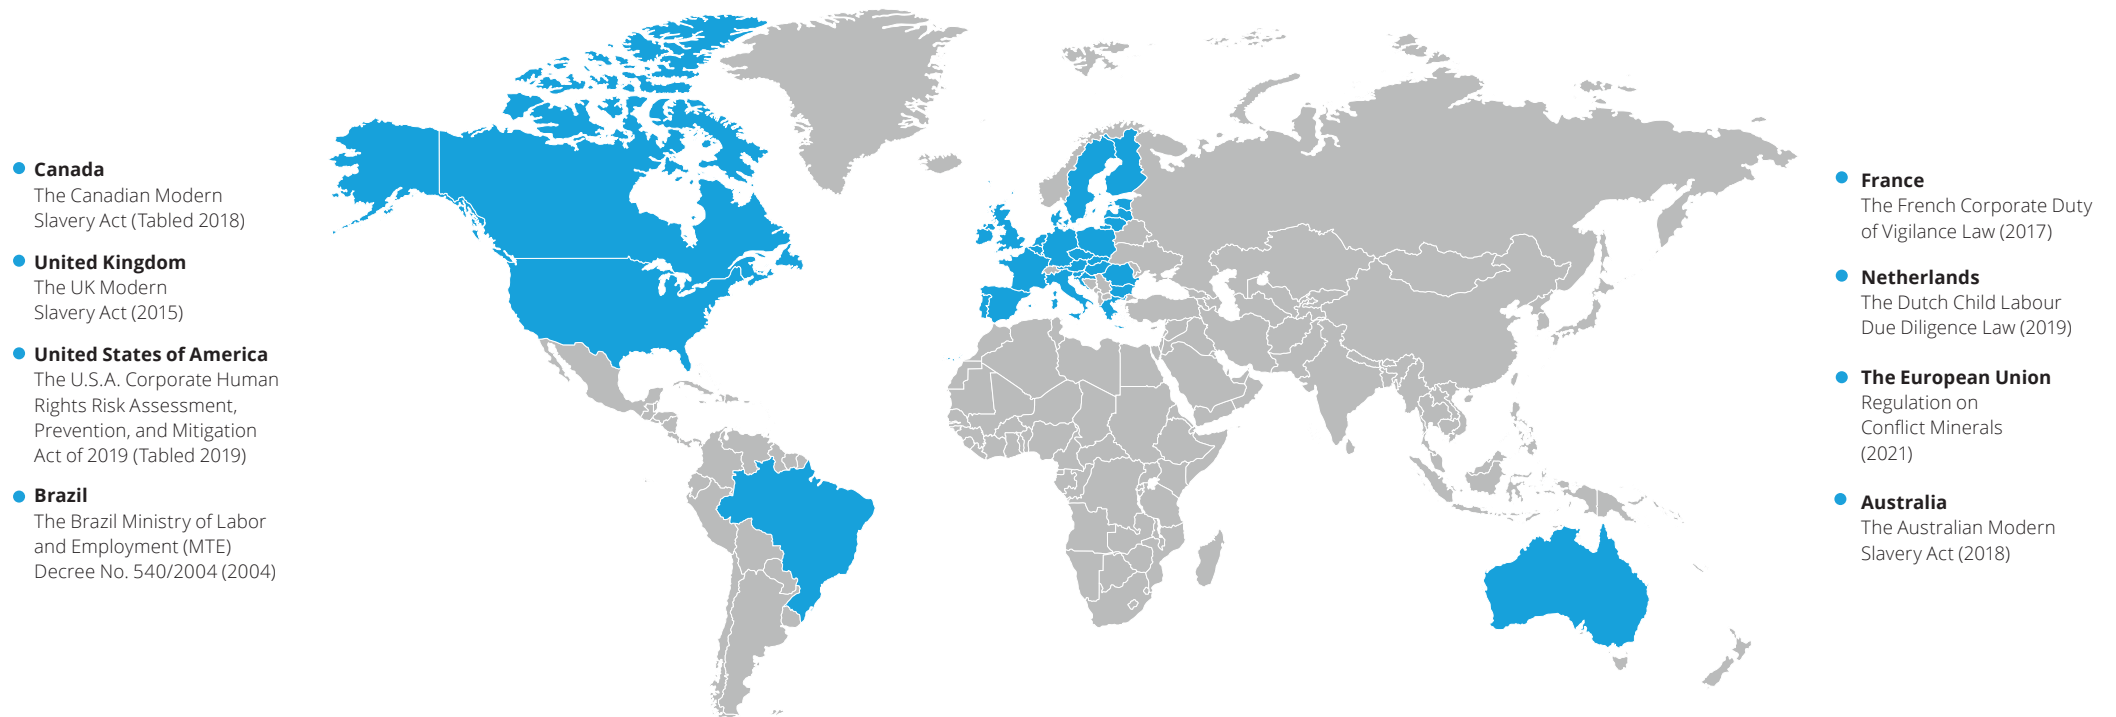 Canada
The Canadian Modern
Slavery Act (Tabled 2018)
United Kingdom
The UK Modern
Slavery Act (2015)
United States of America
The U.S.A. Corporate Human
Rights Risk Assessment,
Prevention, and Mitigation
Act of 2019 (Tabled 2019)
Brazil
The Brazil Ministry of Labor
and Employment (MTE)
Decree No. 540/2004 (2004)
France
The French Corporate Duty
of Vigilance Law (2017)
Netherlands
The Dutch Child Labour
Due Diligence Law (2019)
The European Union
Regulation on
Conflict Minerals
(2021)
Australia
The Australian Modern
Slavery Act (2018)